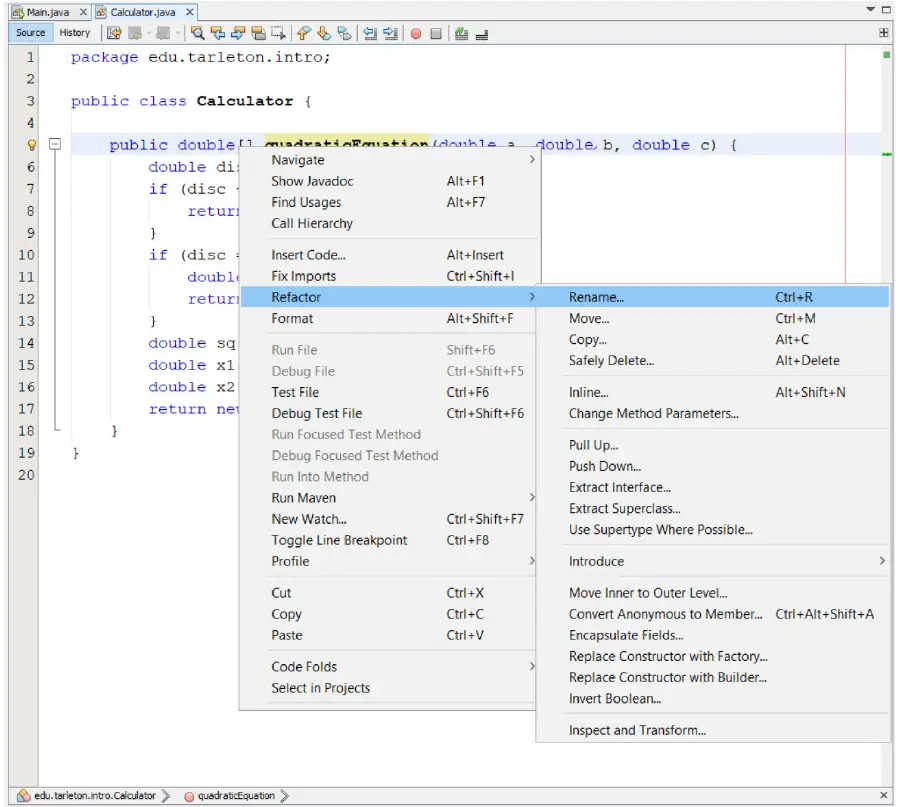 Main.java Calculator.java
Source History
1 package edu.tarleton.intro;
2
3 public class Calculator {
4
public double[] quadraticEquation(double a, double b, double c) {
6 double di
7 if (disc
8 return
9 }
10 if (disc
11 double
12 return
13 }
14 double sq
15 double x1
16 double x2
17 return new
18 }
19 }
20
Navigate
Show Javadoc Alt+F1
Find Usages Alt+F7
Call Hierarchy
Insert Code... Alt+Insert
Fix Imports Ctrl+Shift+I
Refactor
Format Alt+Shift+F
Run File Shift+F6
Debug File Ctrl+Shift+F5
Test File Ctrl+F6
Debug Test File Ctrl+Shift+F6
Run Focused Test Method
Debug Focused Test Method
Run Into Method
Run Maven
New Watch... Ctrl+Shift+F7
Toggle Line Breakpoint Ctrl+F8
Profile
Cut Ctrl+X
Copy Ctrl+C
Paste Ctrl+V
Code Folds
Select in Projects
Rename... Ctrl+R
Move... Ctrl+M
Copy... Alt+C
Safely Delete... Alt+Delete
Inline... Alt+Shift+N
Change Method Parameters...
Pull Up...
Push Down...
Extract Interface...
Extract Superclass...
Use Supertype Where Possible...
Introduce
Move Inner to Outer Level...
Convert Anonymous to Member... Ctrl+Alt+Shift+A
Encapsulate Fields...
Replace Constructor with Factory...
Replace Constructor with Builder...
Invert Boolean...
Inspect and Transform...
edu.tarleton.intro.Calculator quadraticEquation